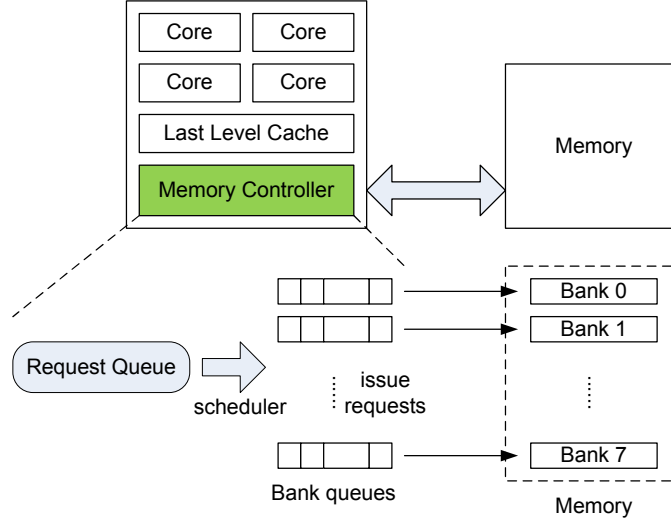 Core Core
Core Core
Last Level Cache
Memory Controller
Memory
Request Queue
scheduler
issue
requests
Bank queues
Bank 0
Bank 1
Bank 7
Memory